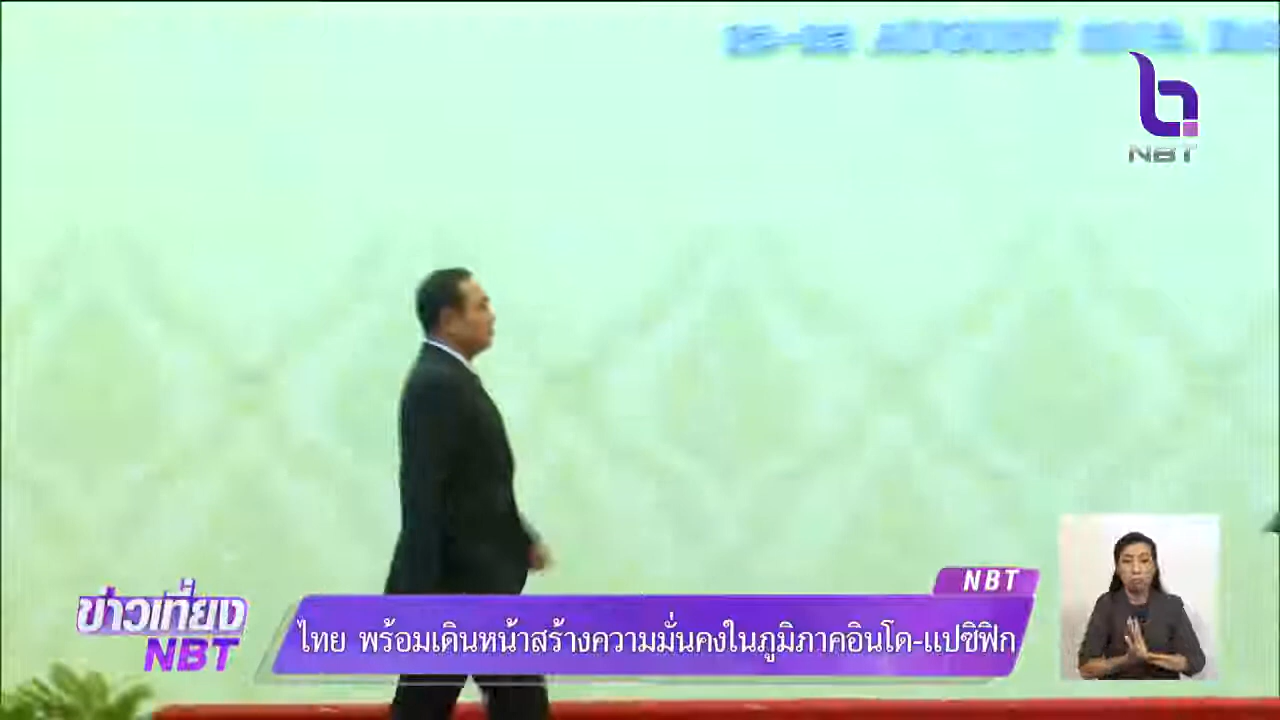 AUGUST
NBT
NBT
ข่าวเที่ยง
NBT
ไทย พร้อมเดินหน้าสร้างความมั่นคงในภูมิภาคอินโด-แปซิฟิก